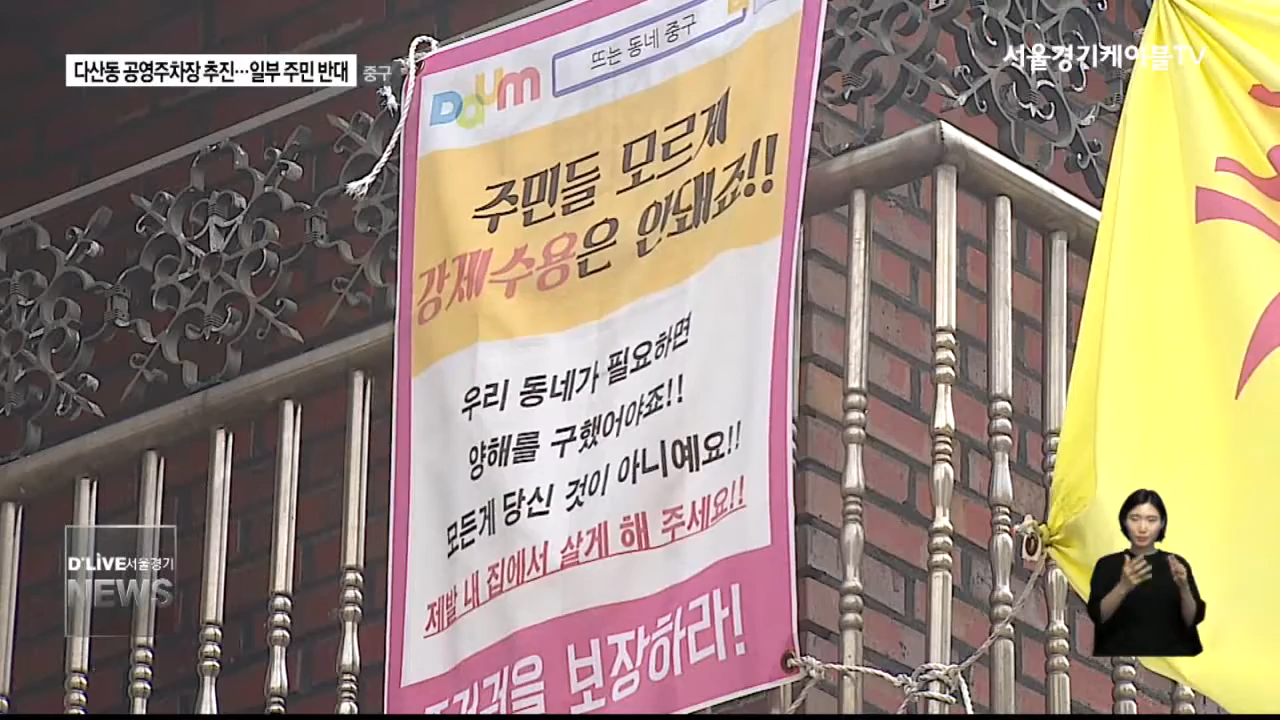 다산동 공영주차장 추진…일부 주민 반대
중구
서울경기케이블TV
Daum
뜨는 동네 중구
주민들 모르게
강제수용은 안돼죠!!
우리 동네가 필요하면
양해를 구했어야죠!!
모든게 당신 것이 아니예요!!
제발 내 집에서 살게 해 주세요!!
보장하라!
D'LIVE서울경기
NEWS